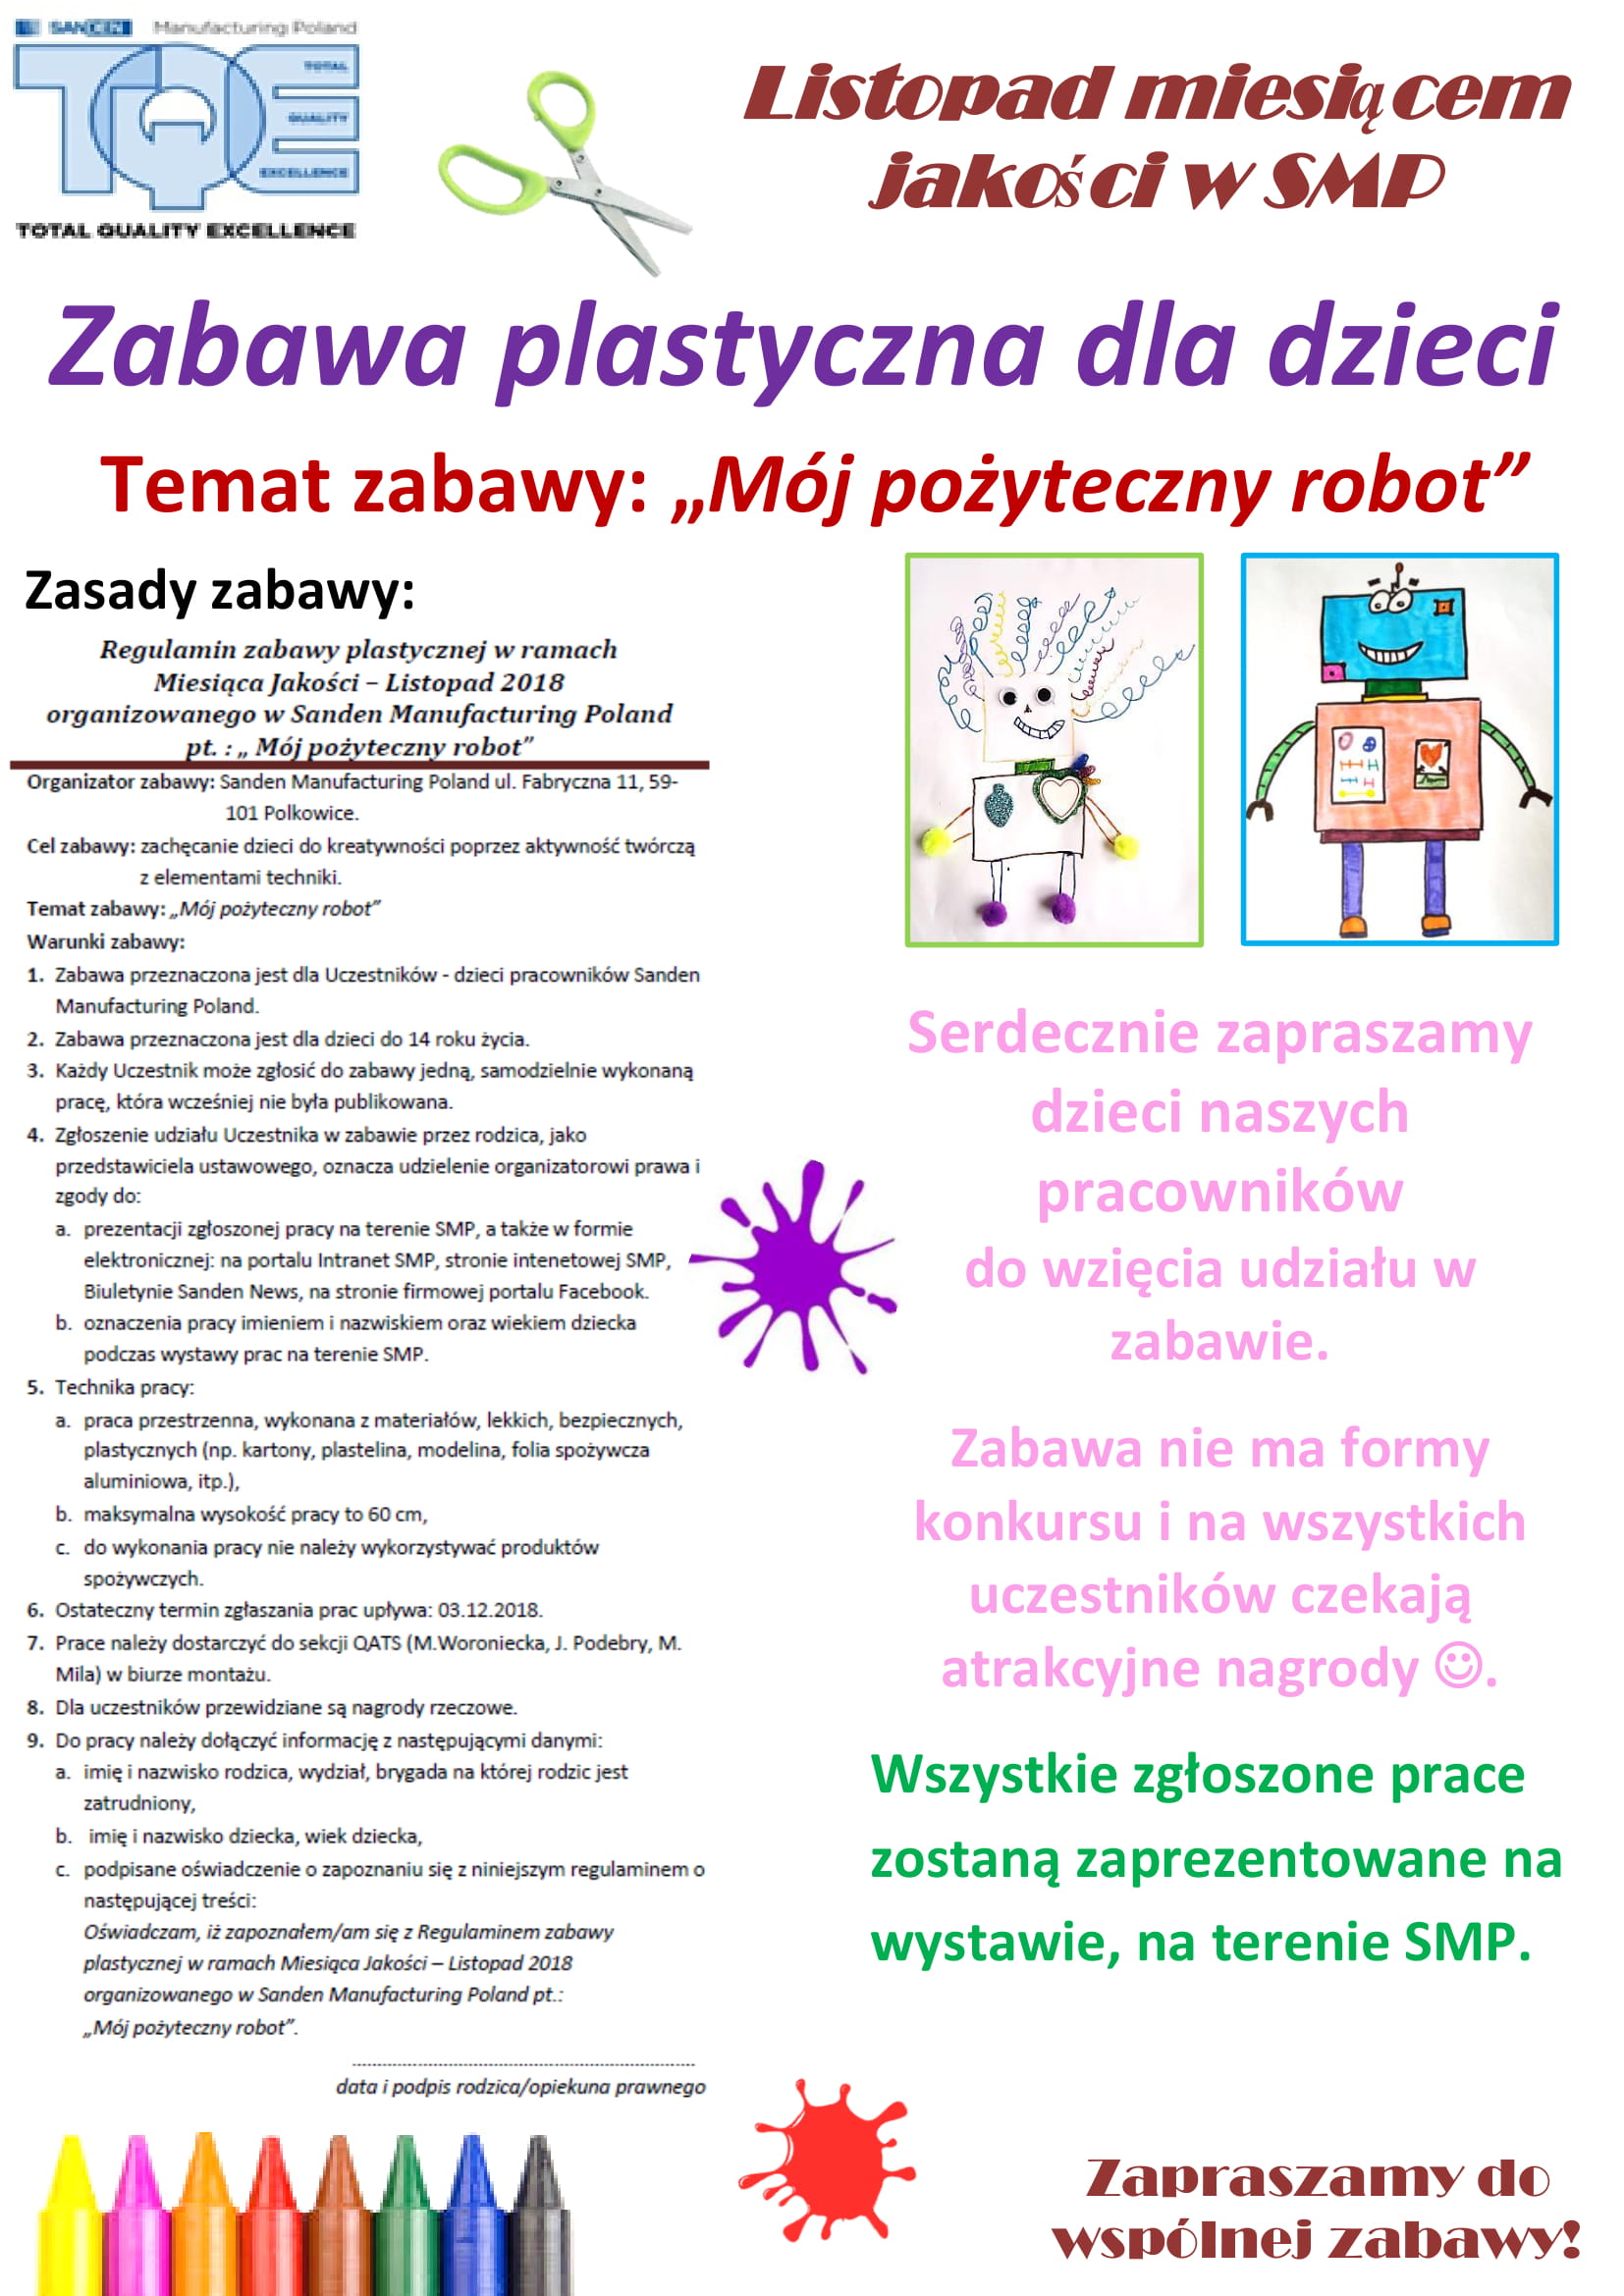 SANDEN Manufacturing Poland
TQE
TOTAL
QUALITY
EXCELLENCE
TOTAL QUALITY EXCELLENCE
Listopad miesiącem
jakości w SMP
Zabawa plastyczna dla dzieci
Temat zabawy: „Mój pożyteczny robot”
Zasady zabawy:
Regulamin zabawy plastycznej w ramach
Miesiąca Jakości – Listopad 2018
organizowanego w Sanden Manufacturing Poland
pt. : „ Mój pożyteczny robot”
Organizator zabawy: Sanden Manufacturing Poland ul. Fabryczna 11, 59-
101 Polkowice.
Cel zabawy: zachęcanie dzieci do kreatywności poprzez aktywność twórczą
z elementami techniki.
Temat zabawy: „Mój pożyteczny robot”
Warunki zabawy:
1. Zabawa przeznaczona jest dla Uczestników - dzieci pracowników Sanden
Manufacturing Poland.
2. Zabawa przeznaczona jest dla dzieci do 14 roku życia.
3. Każdy Uczestnik może zgłosić do zabawy jedną, samodzielnie wykonaną
pracę, która wcześniej nie była publikowana.
4. Zgłoszenie udziału Uczestnika w zabawie przez rodzica, jako
przedstawiciela ustawowego, oznacza udzielenie organizatorowi prawa i
zgody do:
a. prezentacji zgłoszonej pracy na terenie SMP, a także w formie
elektronicznej: na portalu Intranet SMP, stronie intenetowej SMP,
Biuletynie Sanden News, na stronie firmowej portalu Facebook.
b. oznaczenia pracy imieniem i nazwiskiem oraz wiekiem dziecka
podczas wystawy prac na terenie SMP.
5. Technika pracy:
a. praca przestrzenna, wykonana z materiałów, lekkich, bezpiecznych,
plastycznych (np. kartony, plastelina, modelina, folia spożywcza
aluminiowa, itp.),
b. maksymalna wysokość pracy to 60 cm,
c. do wykonania pracy nie należy wykorzystywać produktów
spożywczych.
6. Ostateczny termin zgłaszania prac upływa: 03.12.2018.
7. Prace należy dostarczyć do sekcji QATS (M.Woroniecka, J. Podebry, M.
Mila) w biurze montażu.
8. Dla uczestników przewidziane są nagrody rzeczowe.
9. Do pracy należy dołączyć informację z następującymi danymi:
a. imię i nazwisko rodzica, wydział, brygada na której rodzic jest
zatrudniony,
b. imię i nazwisko dziecka, wiek dziecka,
c. podpisane oświadczenie o zapoznaniu się z niniejszym regulaminem o
następującej treści:
Oświadczam, iż zapoznałem/am się z Regulaminem zabawy
plastycznej w ramach Miesiąca Jakości – Listopad 2018
organizowanego w Sanden Manufacturing Poland pt.:
„Mój pożyteczny robot”.
data i podpis rodzica/opiekuna prawnego
Serdecznie zapraszamy
dzieci naszych
pracowników
do wzięcia udziału w
zabawie.
Zabawa nie ma formy
konkursu i na wszystkich
uczestników czekają
atrakcyjne nagrody ☺.
Wszystkie zgłoszone prace
zostaną zaprezentowane na
wystawie, na terenie SMP.
Zapraszamy do
wspólnej zabawy!